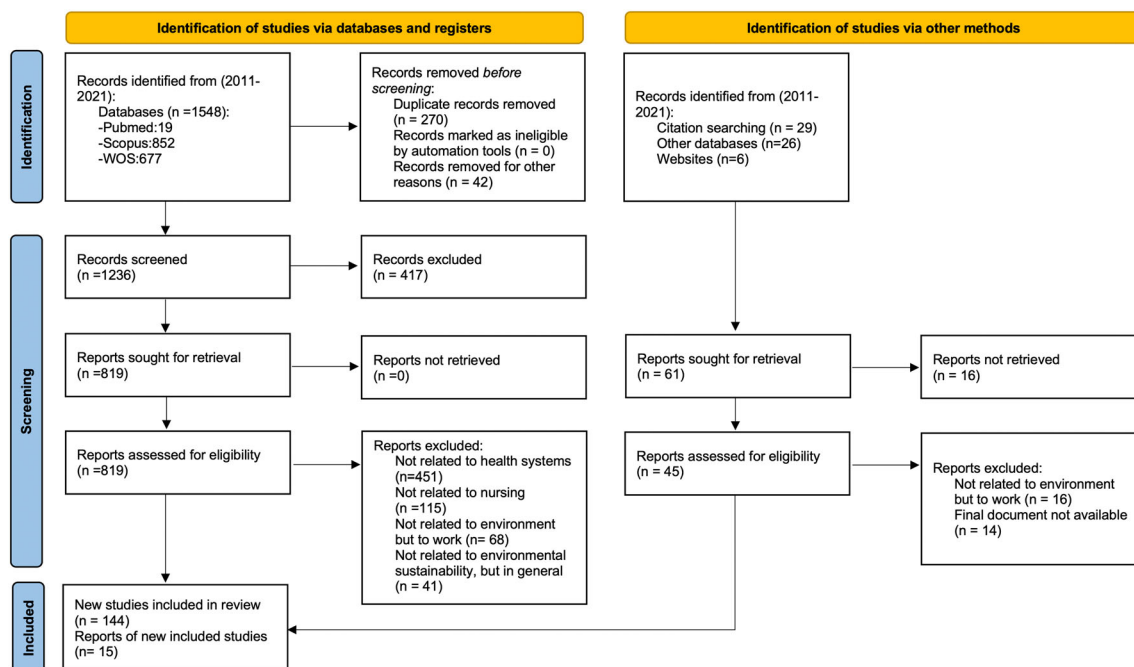 Identification of studies via databases and registers
Identification of studies via other methods
Identification
Records identified from (2011-
2021):
Databases (n =1548):
-Pubmed:19
-Scopus:852
-WOS:677
Records removed before
screening:
Duplicate records removed
(n = 270)
Records marked as ineligible
by automation tools (n = 0)
Records removed for other
reasons (n = 42)
Records identified from (2011-
2021):
Citation searching (n = 29)
Other databases (n=26)
Websites (n=6)
Screening
Records screened
(n =1236)
Records excluded
(n = 417)
Reports sought for retrieval
(n =819)
Reports not retrieved
(n =0)
Reports sought for retrieval
(n = 61)
Reports not retrieved
(n = 16)
Reports assessed for eligibility
(n =819)
Reports excluded:
Not related to health systems
(n=451)
Not related to nursing
(n =115)
Not related to environment
but to work (n= 68)
Not related to environmental
sustainability, but in general
(n = 41)
Reports assessed for eligibility
(n = 45)
Reports excluded:
Not related to environment
but to work (n = 16)
Final document not available
(n = 14)
Included
New studies included in review
(n = 144)
Reports of new included studies
(n= 15)